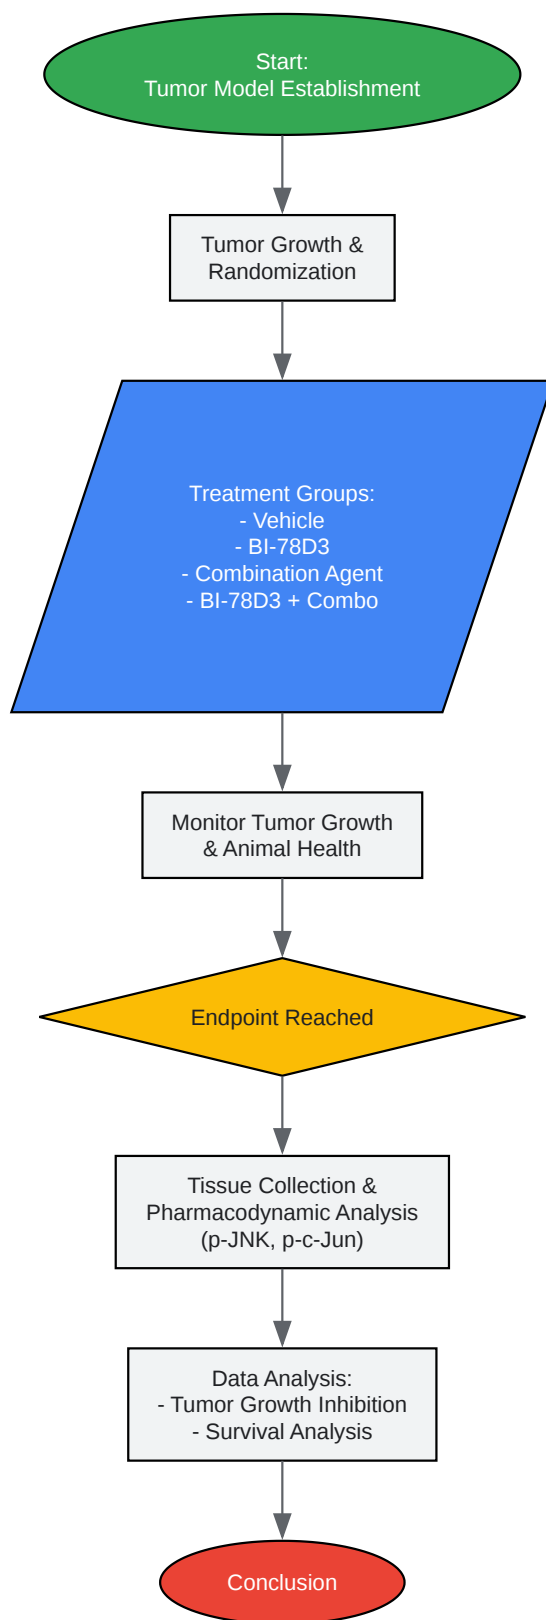 Start:
Tumor Model Establishment
Tumor Growth &
Randomization
Treatment Groups:
- Vehicle
- BI-78D3
- Combination Agent
- BI-78D3 + Combo
Monitor Tumor Growth
& Animal Health
Endpoint Reached
Tissue Collection &
Pharmacodynamic Analysis
(p-JNK, p-c-Jun)
Data Analysis:
- Tumor Growth Inhibition
- Survival Analysis
Conclusion